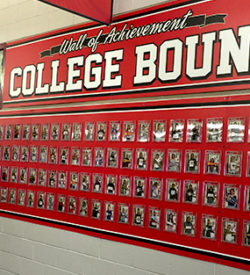 Wall of Achievement
COLLEGE BOUN